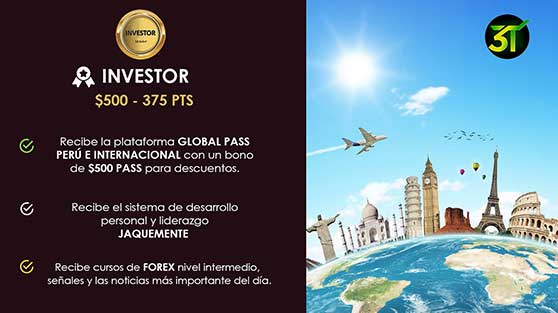 INVESTOR
INVESTOR
$500 - 375 PTS
Recibe la plataforma GLOBAL PASS
PERÚ E INTERNACIONAL con un bono
de $500 PASS para descuentos.
Recibe el sistema de desarrollo
personal y liderazgo
JAQUEMENTE
Recibe cursos de FOREX nivel intermedio,
señales y las noticias más importante del día.
3T